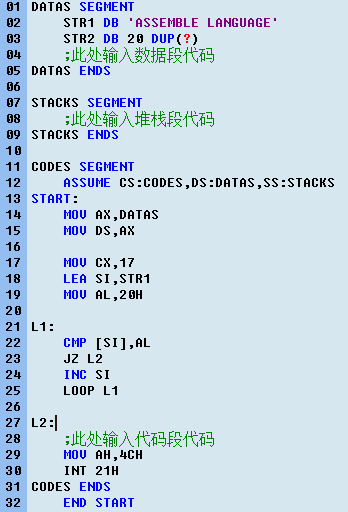 01 DATAS SEGMENT
02     STR1 DB 'ASSEMBLE LANGUAGE'
03     STR2 DB 20 DUP(?)
04     ;此处输入数据段代码
05 DATAS ENDS
06
07 STACKS SEGMENT
08     ;此处输入堆栈段代码
09 STACKS ENDS
10
11 CODES SEGMENT
12     ASSUME CS:CODES,DS:DATAS,SS:STACKS
13 START:
14     MOV AX,DATAS
15     MOV DS,AX
16
17     MOV CX,17
18     LEA SI,STR1
19     MOV AL,20H
20
21 L1:
22     CMP [SI],AL
23     JZ L2
24     INC SI
25     LOOP L1
26
27 L2:
28     ;此处输入代码段代码
29     MOV AH,4CH
30     INT 21H
31 CODES ENDS
32     END START